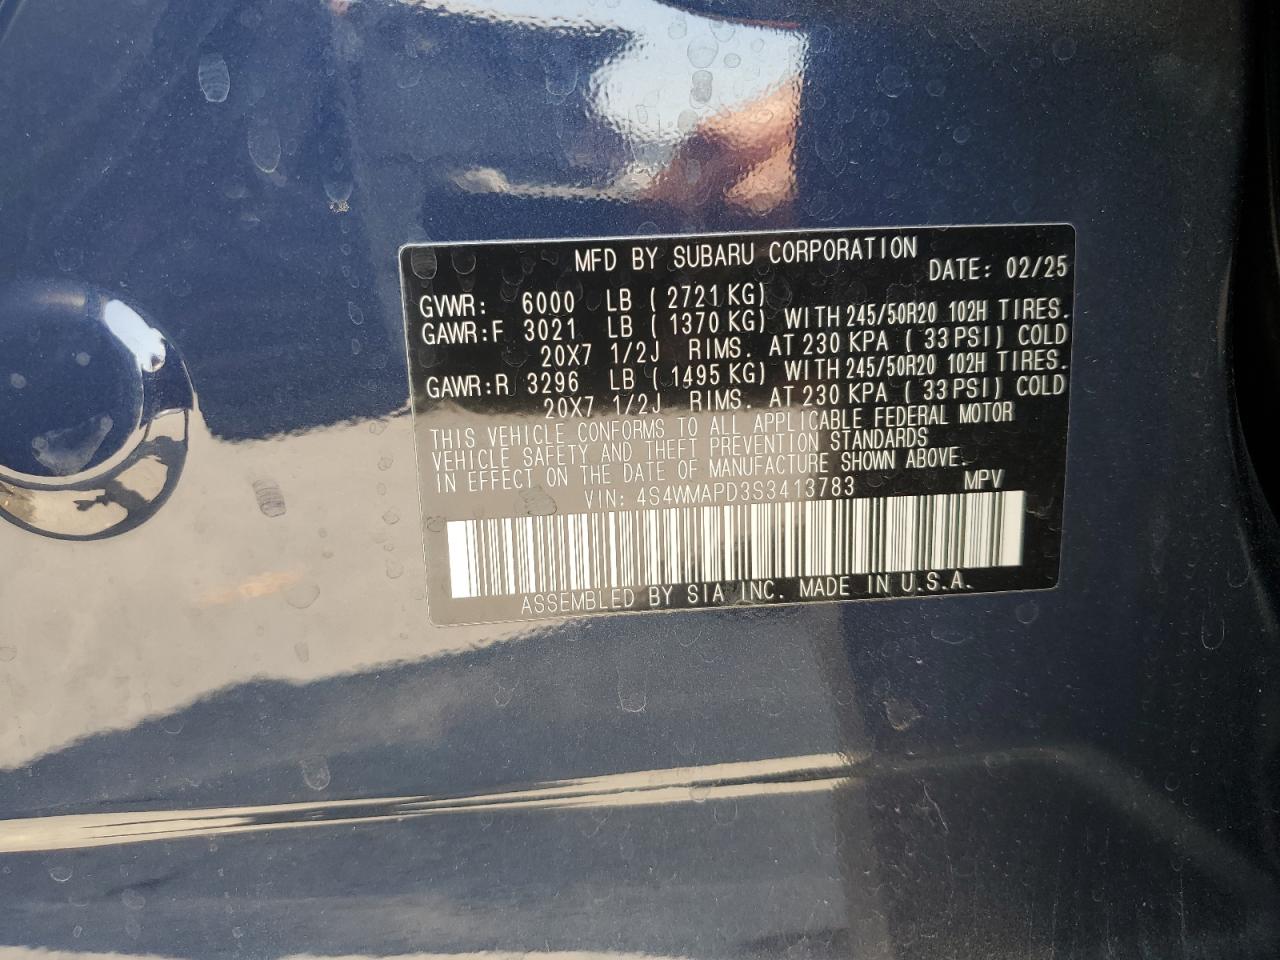 MFD BY SUBARU CORPORATION
DATE: 02/25
GVWR: 6000 LB ( 2721 KG)
GAWR:F 3021 LB ( 1370 KG) WITH 245/50R20 102H TIRES.
20X7 1/2J RIMS. AT 230 KPA ( 33 PSI) COLD
GAWR:R 3296 LB ( 1495 KG) WITH 245/50R20 102H TIRES.
20X7 1/2J RIMS. AT 230 KPA ( 33 PSI) COLD
THIS VEHICLE CONFORMS TO ALL APPLICABLE FEDERAL MOTOR
VEHICLE SAFETY AND THEFT PREVENTION STANDARDS
IN EFFECT ON THE DATE OF MANUFACTURE SHOWN ABOVE.
VIN: 4S4WMAPD3S3413783 MPV
ASSEMBLED BY SIA INC. MADE IN U.S.A.